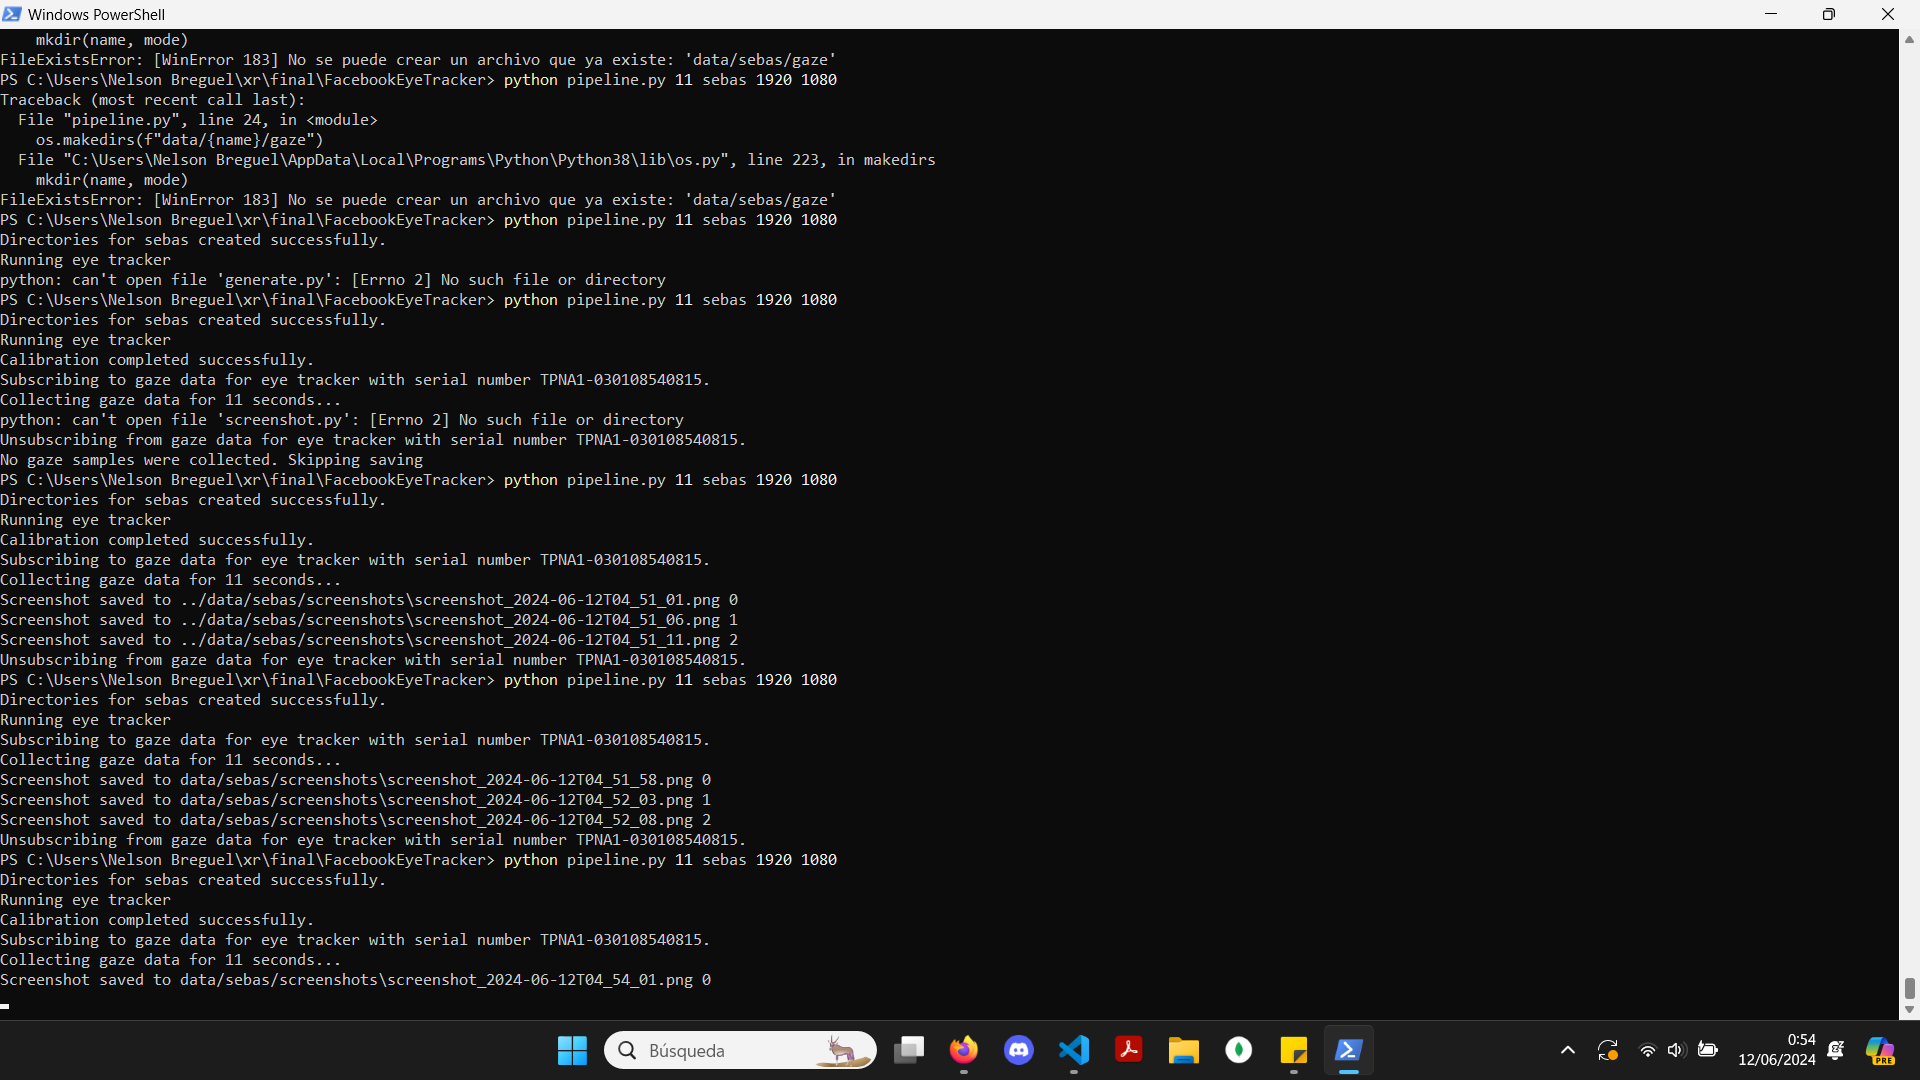 Windows PowerShell
    mkdir(name, mode)
FileExistsError: [WinError 183] No se puede crear un archivo que ya existe: 'data/sebas/gaze'
PS C:\Users\Nelson Breguel\xr\final\FacebookEyeTracker> python pipeline.py 11 sebas 1920 1080
Traceback (most recent call last):
  File "pipeline.py", line 24, in <module>
    os.makedirs(f"data/{name}/gaze")
  File "C:\Users\Nelson Breguel\AppData\Local\Programs\Python\Python38\lib\os.py", line 223, in makedirs
    mkdir(name, mode)
FileExistsError: [WinError 183] No se puede crear un archivo que ya existe: 'data/sebas/gaze'
PS C:\Users\Nelson Breguel\xr\final\FacebookEyeTracker> python pipeline.py 11 sebas 1920 1080
Directories for sebas created successfully.
Running eye tracker
python: can't open file 'generate.py': [Errno 2] No such file or directory
PS C:\Users\Nelson Breguel\xr\final\FacebookEyeTracker> python pipeline.py 11 sebas 1920 1080
Directories for sebas created successfully.
Running eye tracker
Calibration completed successfully.
Subscribing to gaze data for eye tracker with serial number TPNA1-030108540815.
Collecting gaze data for 11 seconds...
python: can't open file 'screenshot.py': [Errno 2] No such file or directory
Unsubscribing from gaze data for eye tracker with serial number TPNA1-030108540815.
No gaze samples were collected. Skipping saving
PS C:\Users\Nelson Breguel\xr\final\FacebookEyeTracker> python pipeline.py 11 sebas 1920 1080
Directories for sebas created successfully.
Running eye tracker
Calibration completed successfully.
Subscribing to gaze data for eye tracker with serial number TPNA1-030108540815.
Collecting gaze data for 11 seconds...
Screenshot saved to ../data/sebas/screenshots\screenshot_2024-06-12T04_51_01.png 0
Screenshot saved to ../data/sebas/screenshots\screenshot_2024-06-12T04_51_06.png 1
Screenshot saved to ../data/sebas/screenshots\screenshot_2024-06-12T04_51_11.png 2
Unsubscribing from gaze data for eye tracker with serial number TPNA1-030108540815.
PS C:\Users\Nelson Breguel\xr\final\FacebookEyeTracker> python pipeline.py 11 sebas 1920 1080
Directories for sebas created successfully.
Running eye tracker
Subscribing to gaze data for eye tracker with serial number TPNA1-030108540815.
Collecting gaze data for 11 seconds...
Screenshot saved to data/sebas/screenshots\screenshot_2024-06-12T04_51_58.png 0
Screenshot saved to data/sebas/screenshots\screenshot_2024-06-12T04_52_03.png 1
Screenshot saved to data/sebas/screenshots\screenshot_2024-06-12T04_52_08.png 2
Unsubscribing from gaze data for eye tracker with serial number TPNA1-030108540815.
PS C:\Users\Nelson Breguel\xr\final\FacebookEyeTracker> python pipeline.py 11 sebas 1920 1080
Directories for sebas created successfully.
Running eye tracker
Calibration completed successfully.
Subscribing to gaze data for eye tracker with serial number TPNA1-030108540815.
Collecting gaze data for 11 seconds...
Screenshot saved to data/sebas/screenshots\screenshot_2024-06-12T04_54_01.png 0
Búsqueda
0:54
12/06/2024
PRE